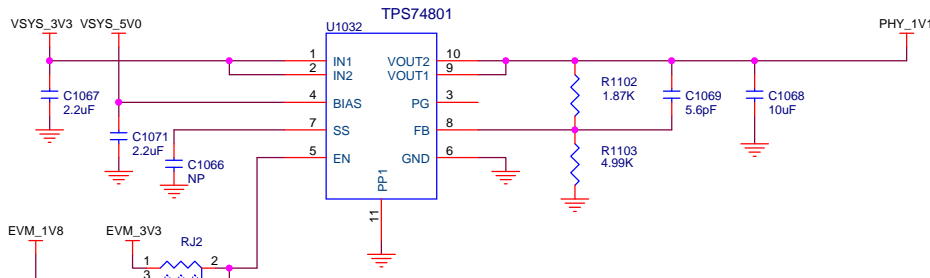 TPS74801
VSYS_3V3 VSYS_5V0 U1032 PHY_1V1
1 IN1 VOUT2 10
2 IN2 VOUT1 9
C1067
2.2uF
4 BIAS PG 3
R1102
1.87K
C1069
5.6pF
C1068
10uF
7 SS FB 8
C1071
2.2uF
5 EN GND 6
C1066
NP
R1103
4.99K
PP1
11
EVM_1V8 EVM_3V3
RJ2
1 2
3